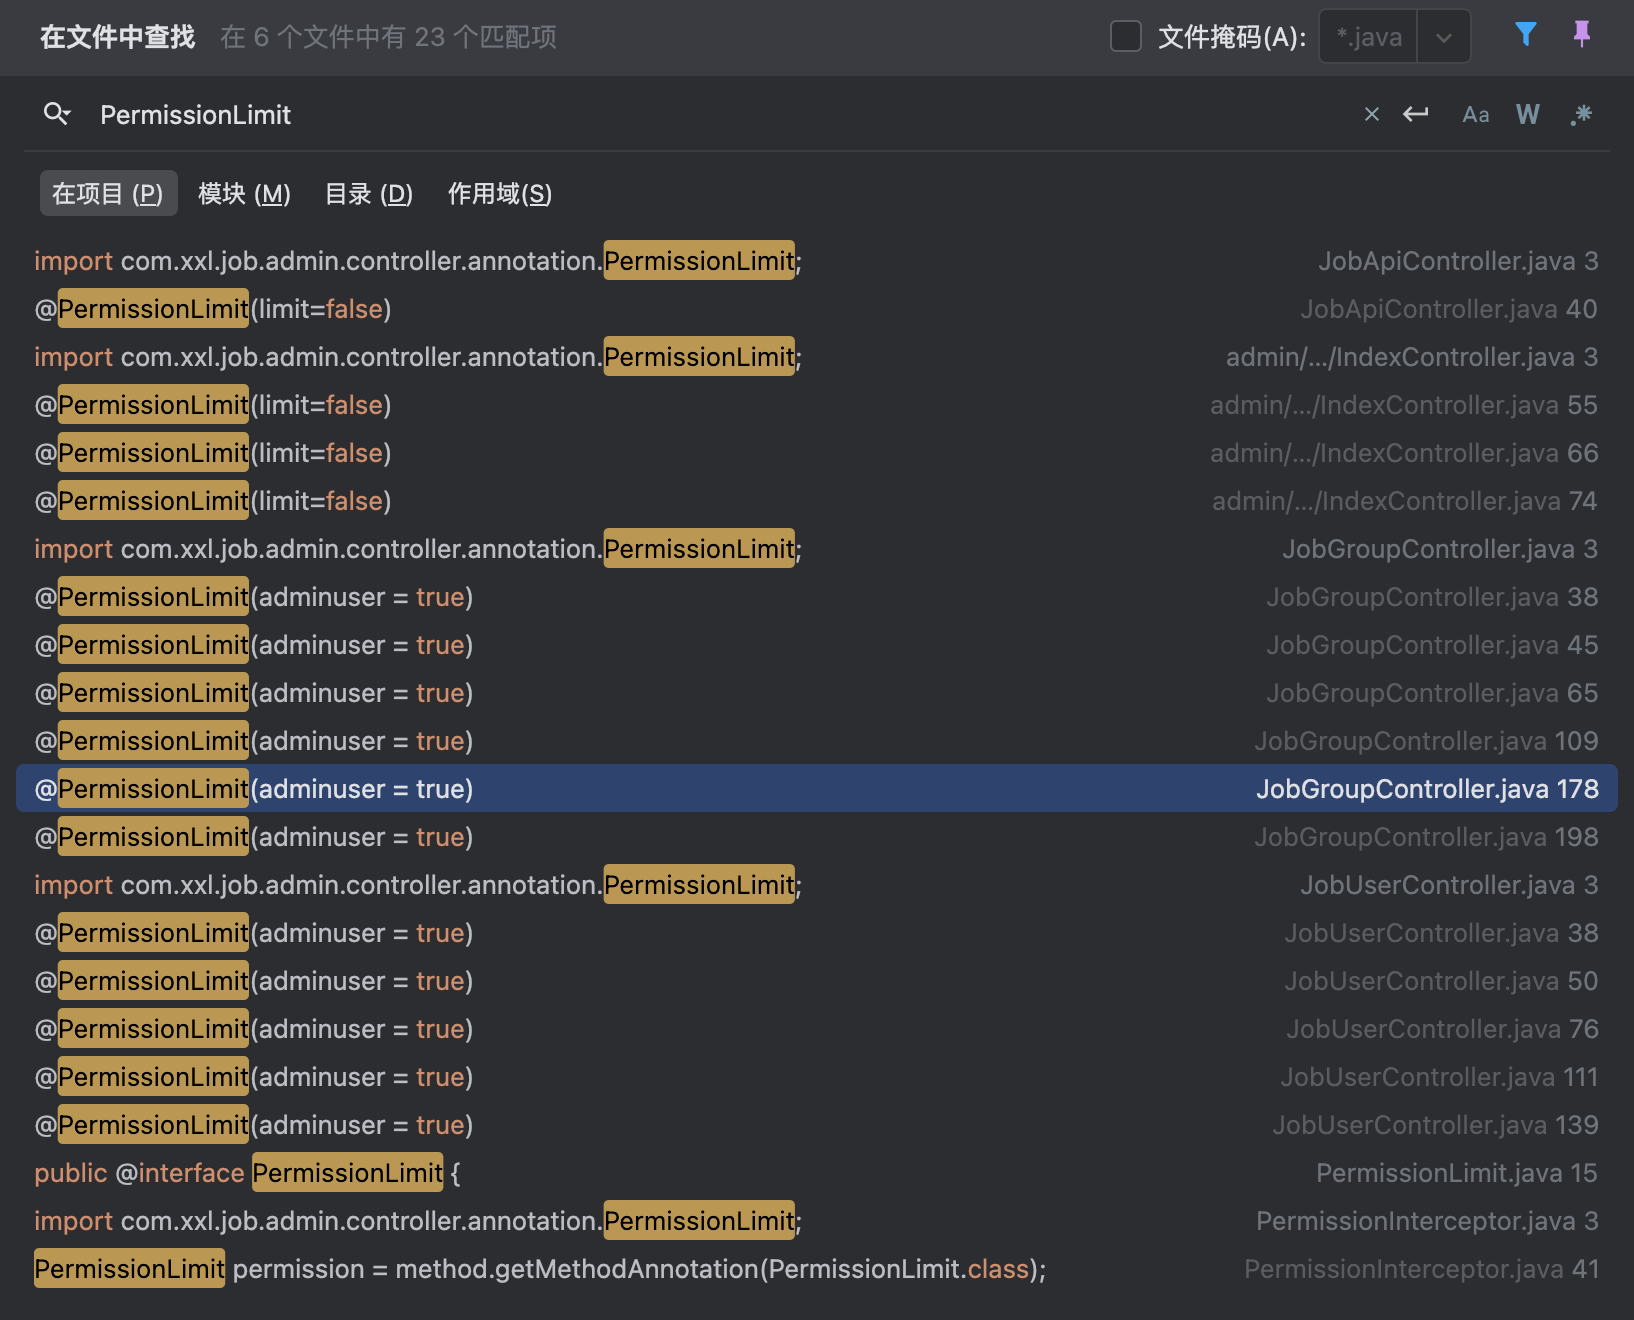 在文件中查找 在 6 个文件中有 23 个匹配项 文件掩码(A): *.java
PermissionLimit Aa W .*
在项目 (P) 模块 (M) 目录 (D) 作用域(S)
import com.xxl.job.admin.controller.annotation.PermissionLimit; JobApiController.java 3
@PermissionLimit(limit=false) JobApiController.java 40
import com.xxl.job.admin.controller.annotation.PermissionLimit; admin/.../IndexController.java 3
@PermissionLimit(limit=false) admin/.../IndexController.java 55
@PermissionLimit(limit=false) admin/.../IndexController.java 66
@PermissionLimit(limit=false) admin/.../IndexController.java 74
import com.xxl.job.admin.controller.annotation.PermissionLimit; JobGroupController.java 3
@PermissionLimit(adminuser = true) JobGroupController.java 38
@PermissionLimit(adminuser = true) JobGroupController.java 45
@PermissionLimit(adminuser = true) JobGroupController.java 65
@PermissionLimit(adminuser = true) JobGroupController.java 109
@PermissionLimit(adminuser = true) JobGroupController.java 178
@PermissionLimit(adminuser = true) JobGroupController.java 198
import com.xxl.job.admin.controller.annotation.PermissionLimit; JobUserController.java 3
@PermissionLimit(adminuser = true) JobUserController.java 38
@PermissionLimit(adminuser = true) JobUserController.java 50
@PermissionLimit(adminuser = true) JobUserController.java 76
@PermissionLimit(adminuser = true) JobUserController.java 111
@PermissionLimit(adminuser = true) JobUserController.java 139
public @interface PermissionLimit { PermissionLimit.java 15
import com.xxl.job.admin.controller.annotation.PermissionLimit; PermissionInterceptor.java 3
PermissionLimit permission = method.getMethodAnnotation(PermissionLimit.class); PermissionInterceptor.java 41